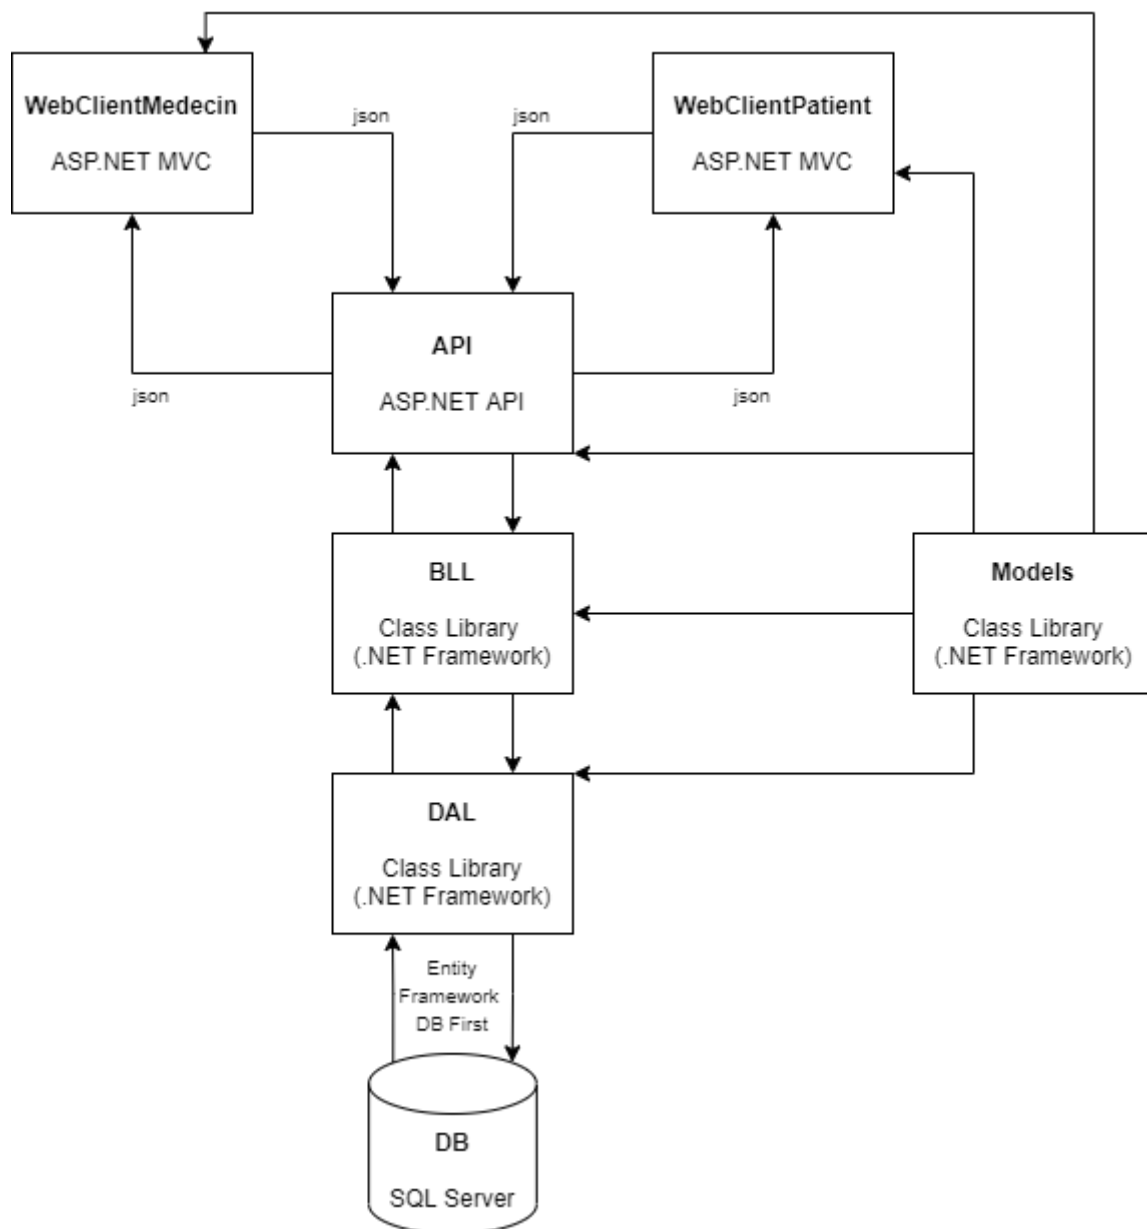 WebClientMedecin
ASP.NET MVC
WebClientPatient
ASP.NET MVC
json
json
API
ASP.NET API
json
json
BLL
Class Library
(.NET Framework)
Models
Class Library
(.NET Framework)
DAL
Class Library
(.NET Framework)
Entity
Framework
DB First
DB
SQL Server